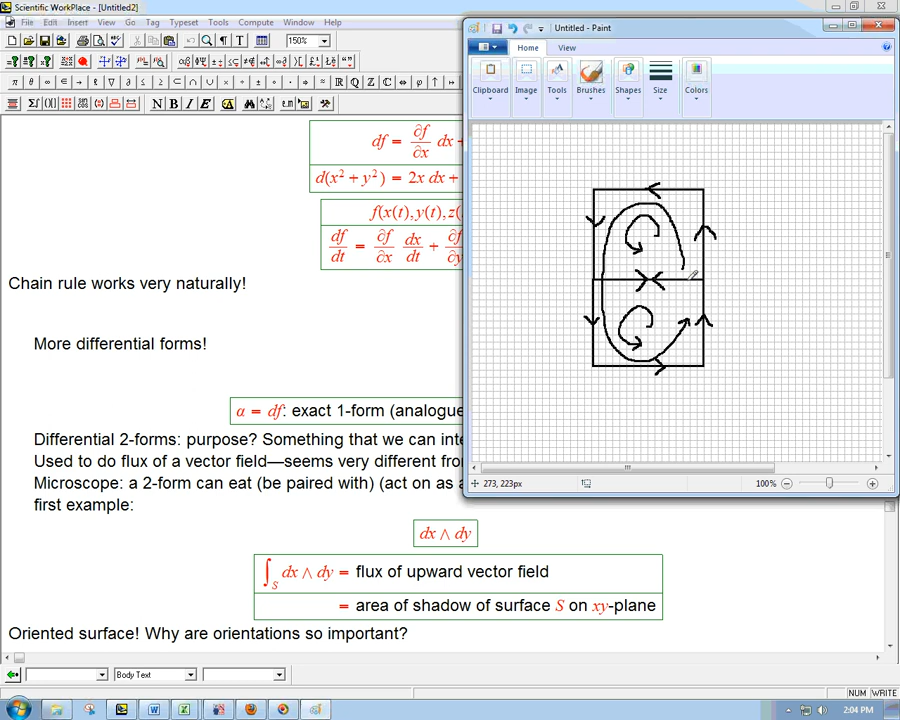 Scientific WorkPlace - [Untitled2]
File Edit Insert View Go Tag Typeset Tools Compute Window Help
150%
N B I E
df = ∂f/∂x dx
d(x² + y²) = 2x dx +
f(x(t), y(t), z(
df/dt = ∂f/∂x dx/dt + ∂f/∂y
Chain rule works very naturally!
More differential forms!
α = df: exact 1-form (analogue
Differential 2-forms: purpose? Something that we can inte
Used to do flux of a vector field—seems very different fro
Microscope: a 2-form can eat (be paired with) (act on as a
first example:
dx ∧ dy
∫S dx ∧ dy = flux of upward vector field
= area of shadow of surface S on xy-plane
Oriented surface! Why are orientations so important?
Body Text
NUM WRITE
2:04 PM
Untitled - Paint
Home View
Clipboard Image Tools Brushes Shapes Size Colors
273, 223px
100%